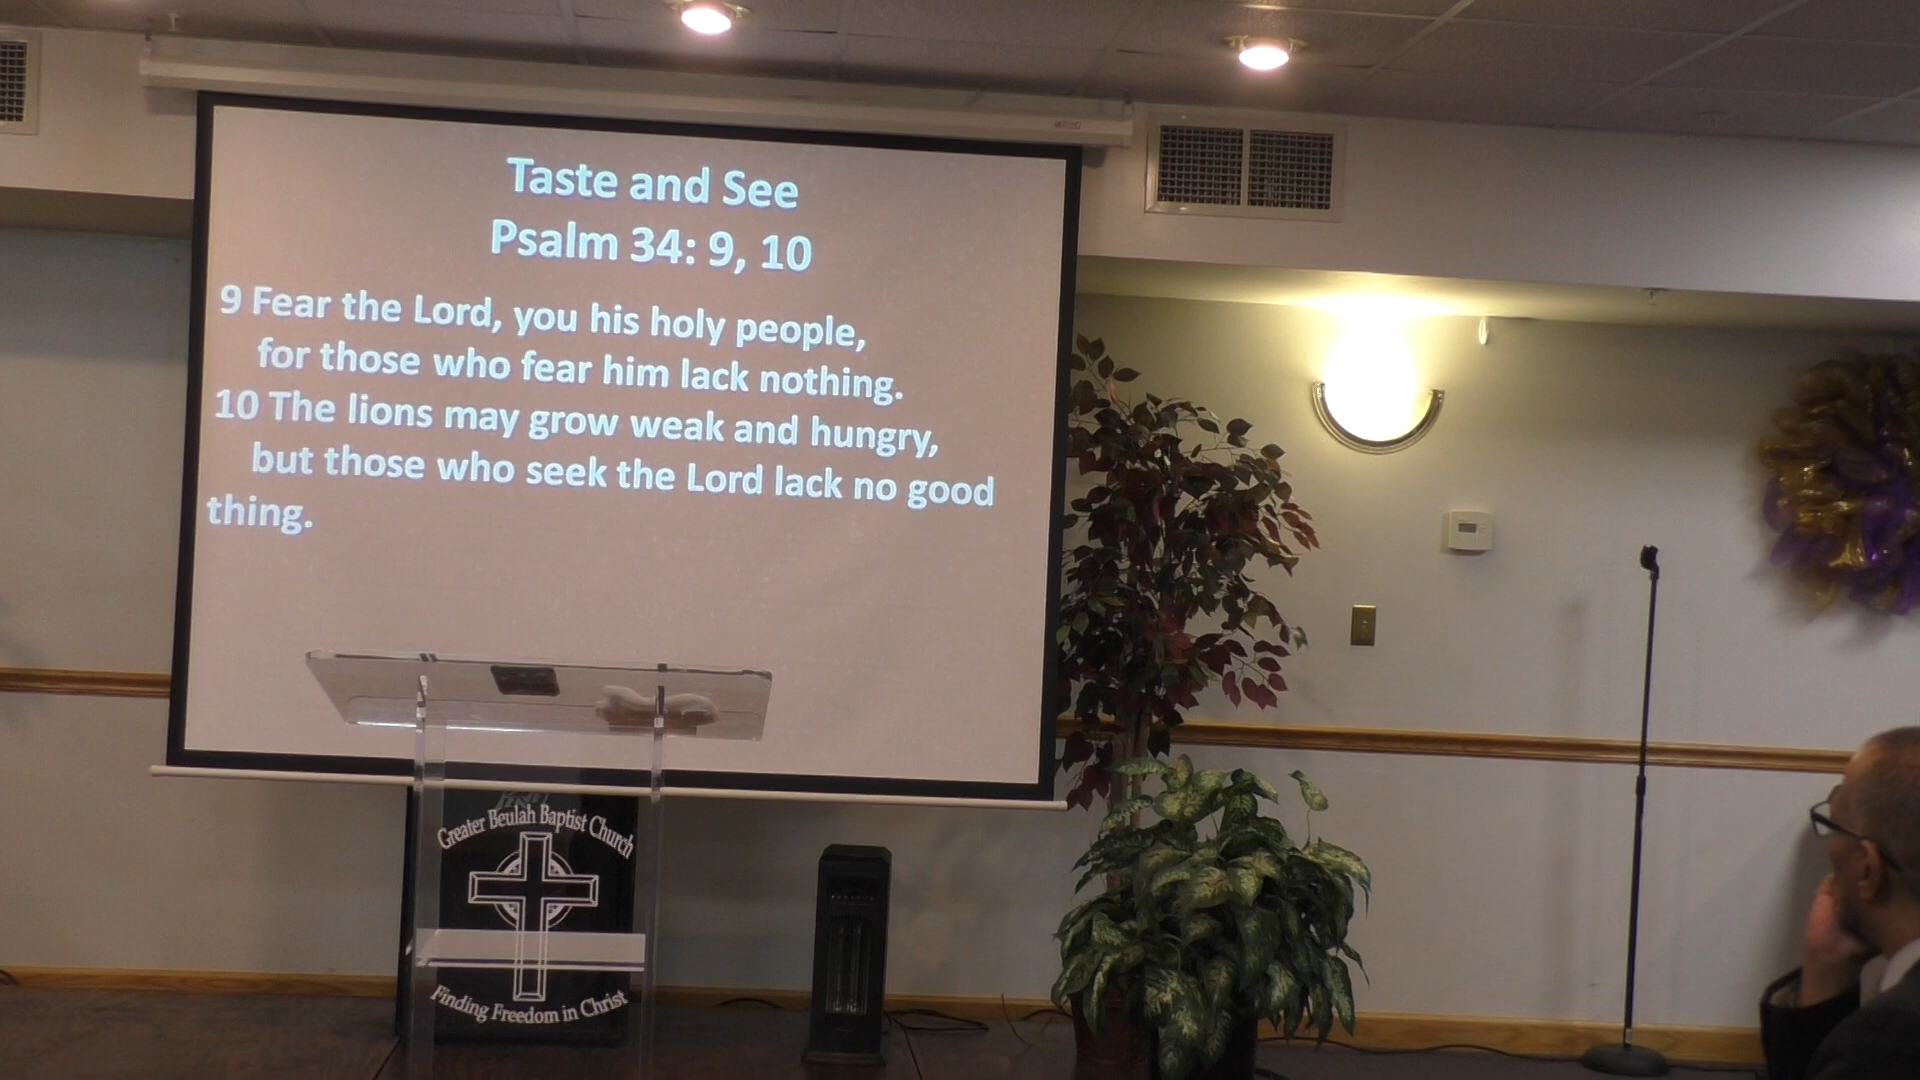 Taste and See
Psalm 34: 9, 10
9 Fear the Lord, you his holy people,
for those who fear him lack nothing.
10 The lions may grow weak and hungry,
but those who seek the Lord lack no good
thing.
Greater Beulah Baptist Church
Finding Freedom in Christ